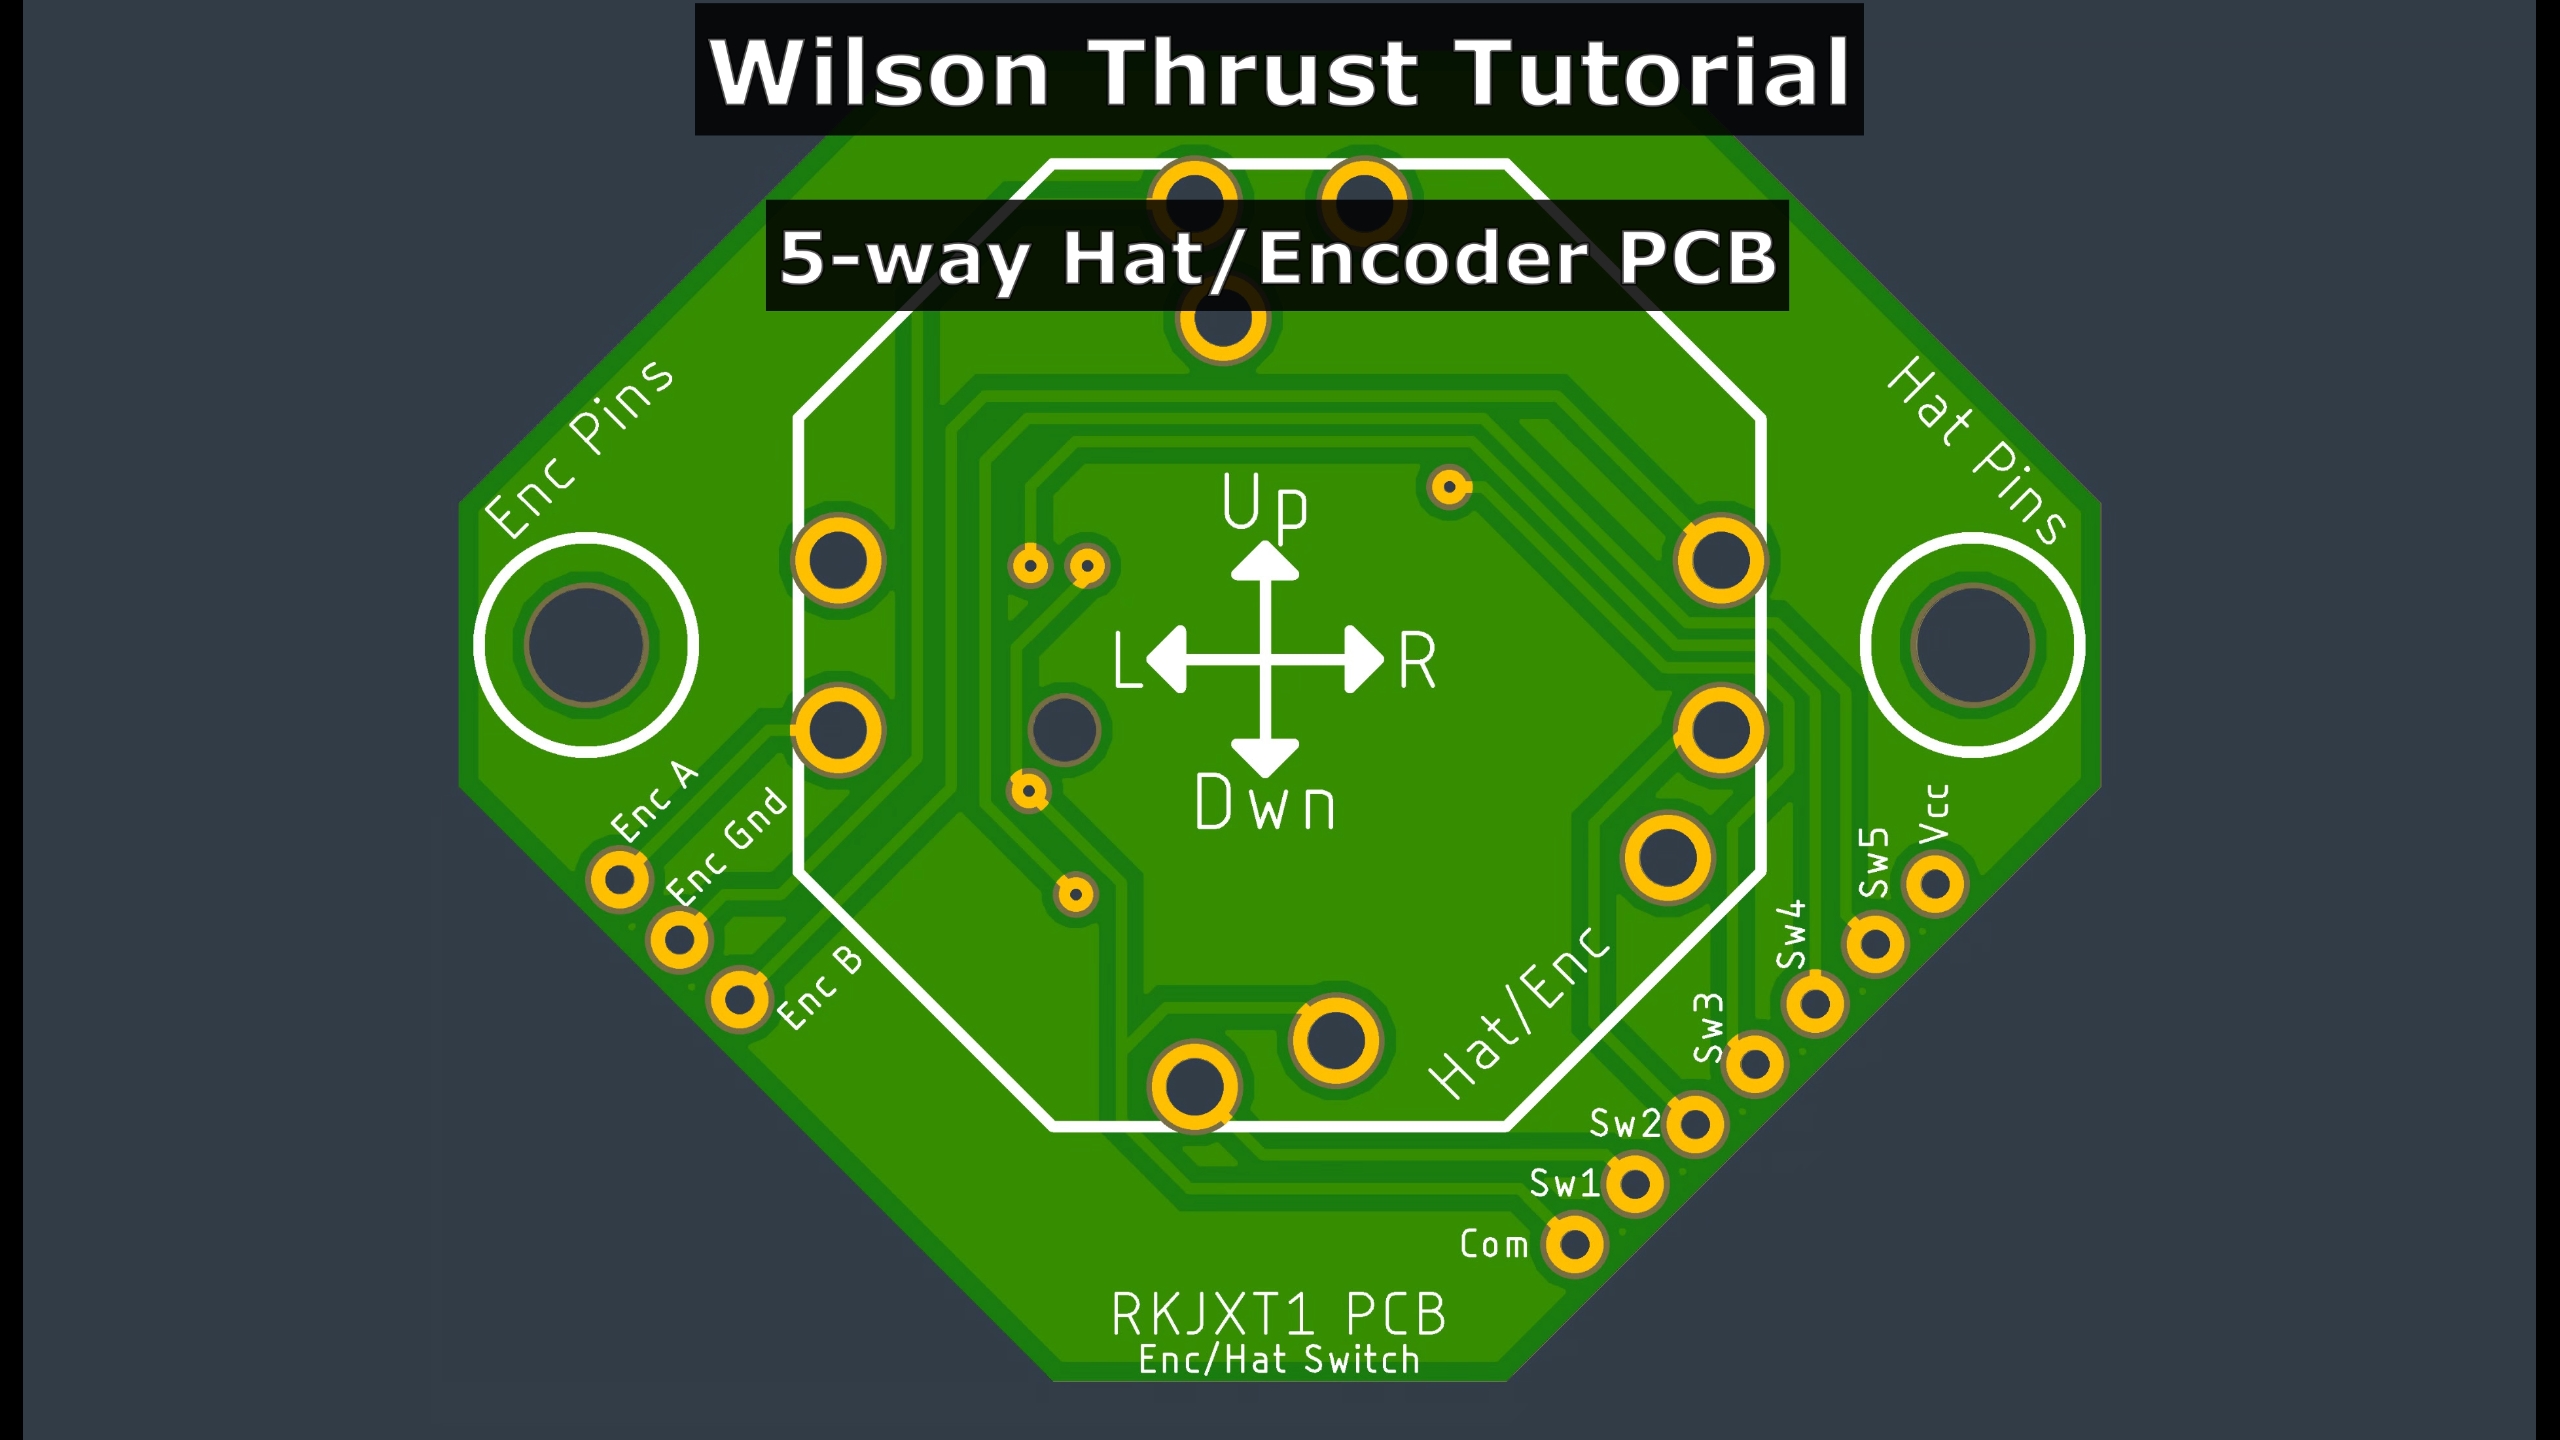 Wilson Thrust Tutorial
5-way Hat/Encoder PCB
Enc Pins
Hat Pins
Up
L
R
Dwn
Enc A
Enc Gnd
Enc B
Vcc
Sw5
Sw4
Sw3
Sw2
Sw1
Com
Hat/Enc
RKJXT1 PCB
Enc/Hat Switch